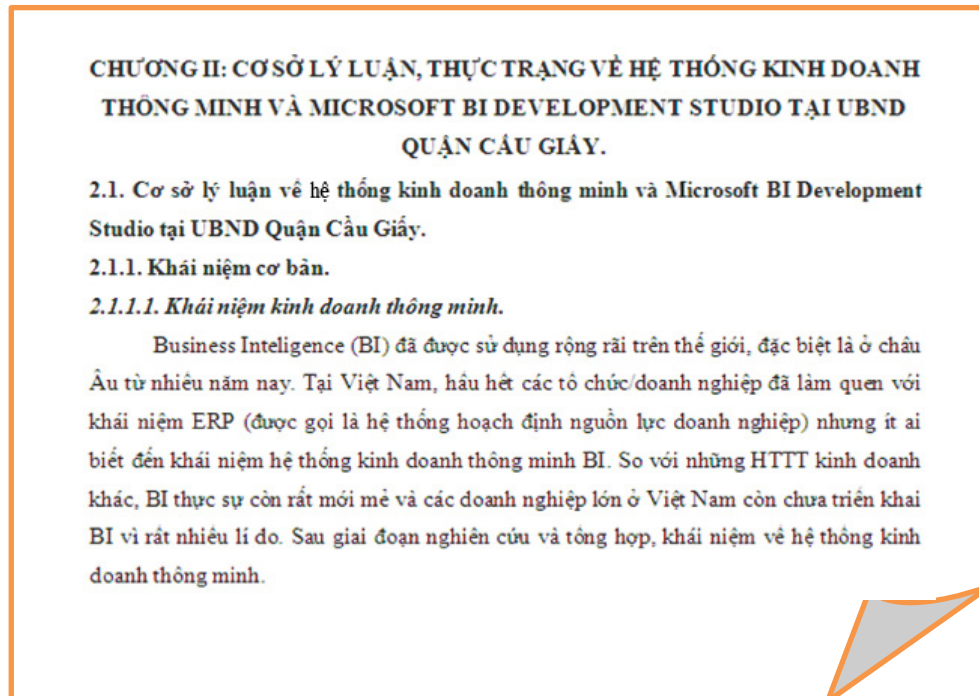 CHƯƠNG II: CƠ SỞ LÝ LUẬN, THỰC TRẠNG VỀ HỆ THỐNG KINH DOANH
THÔNG MINH VÀ MICROSOFT BI DEVELOPMENT STUDIO TẠI UBND
QUẬN CẦU GIẤY.
2.1. Cơ sở lý luận về hệ thống kinh doanh thông minh và Microsoft BI Development
Studio tại UBND Quận Cầu Giấy.
2.1.1. Khái niệm cơ bản.
2.1.1.1. Khái niệm kinh doanh thông minh.
Business Inteligence (BI) đã được sử dụng rộng rãi trên thế giới, đặc biệt là ở châu
Âu từ nhiều năm nay. Tại Việt Nam, hầu hết các tổ chức/doanh nghiệp đã làm quen với
khái niệm ERP (được gọi là hệ thống hoạch định nguồn lực doanh nghiệp) nhưng ít ai
biết đến khái niệm hệ thống kinh doanh thông minh BI. So với những HTTT kinh doanh
khác, BI thực sự còn rất mới mẻ và các doanh nghiệp lớn ở Việt Nam còn chưa triển khai
BI vì rất nhiều lí do. Sau giai đoạn nghiên cứu và tổng hợp, khái niệm về hệ thống kinh
doanh thông minh.